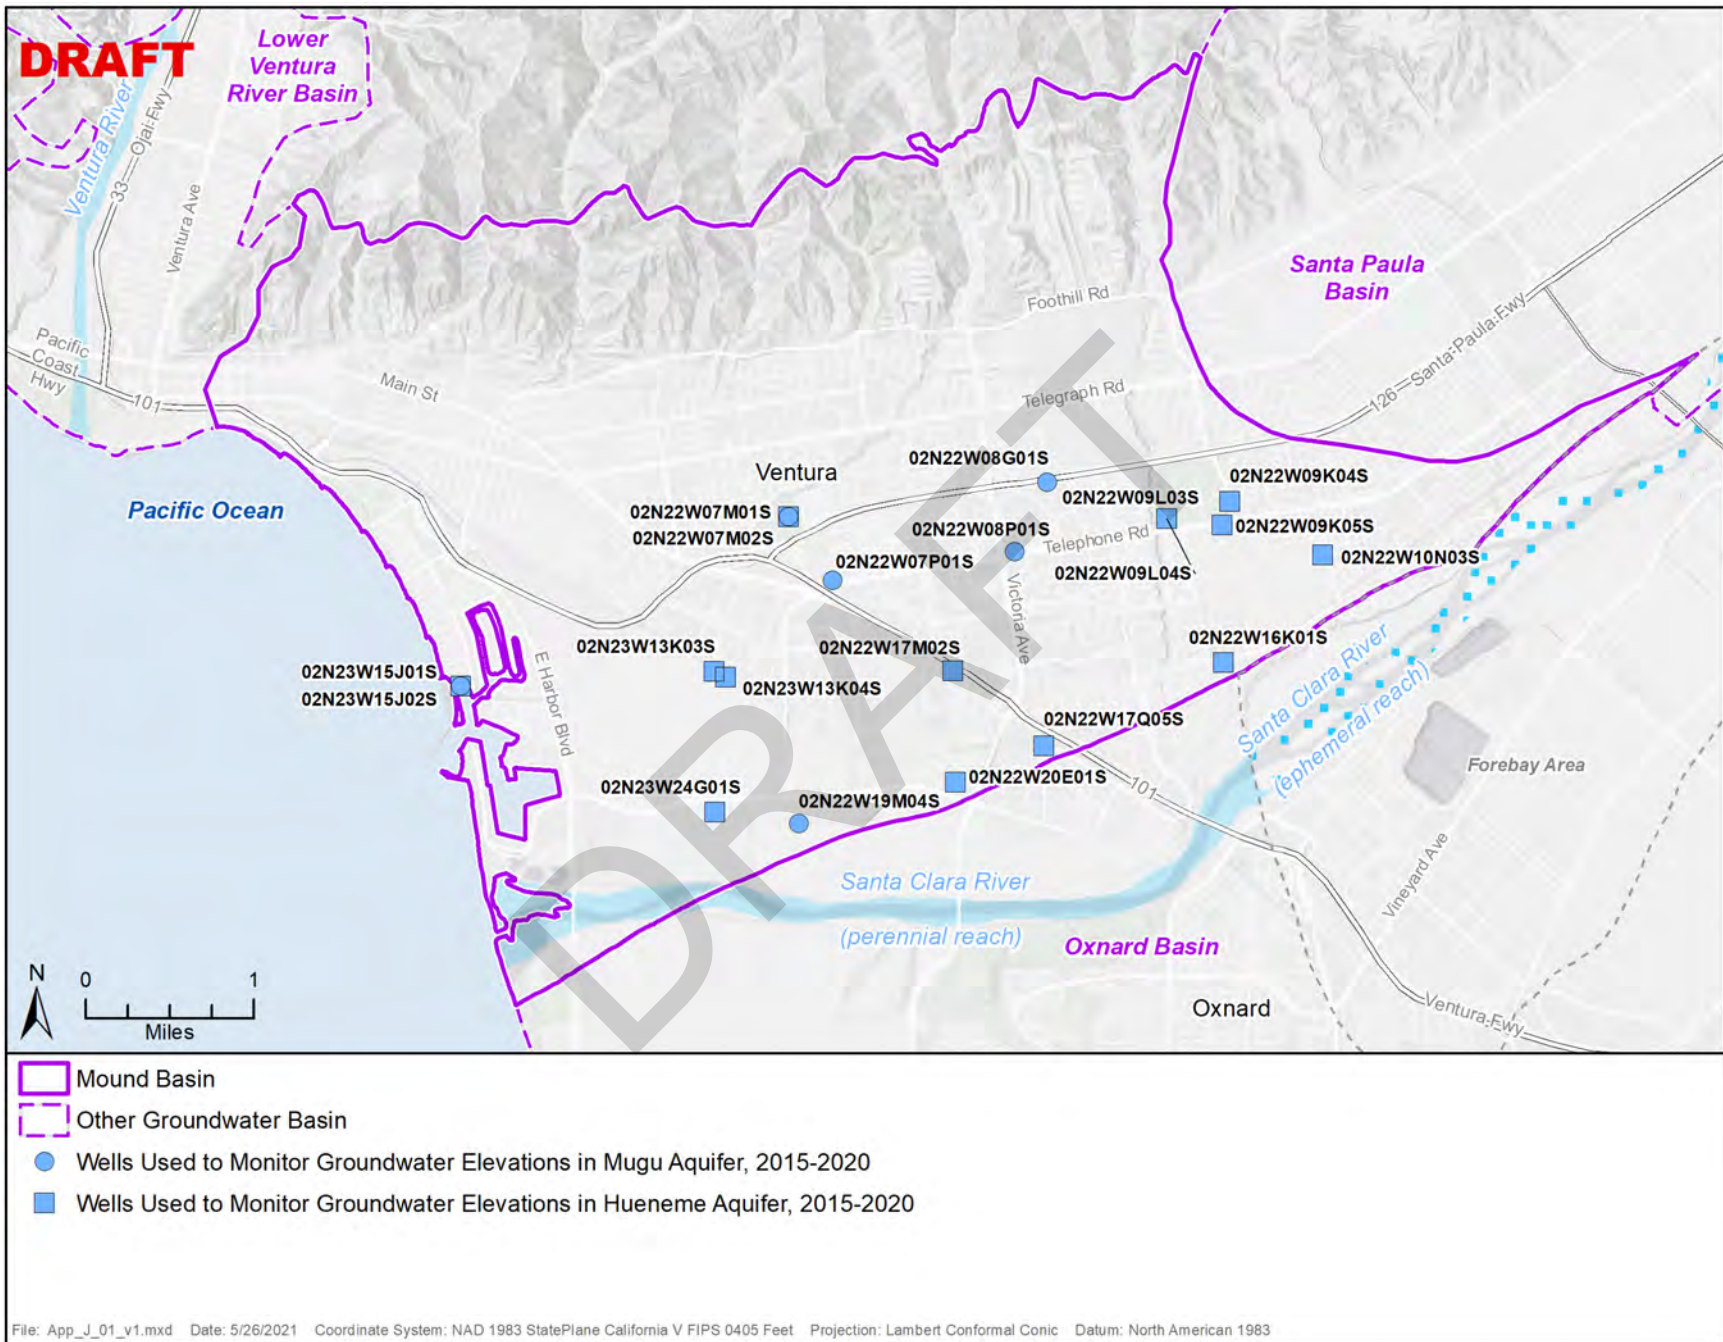 DRAFT
Lower
Ventura
River Basin
Ventura River
33
Ojai Fwy
Ventura Ave
Santa Paula
Basin
Foothill Rd
Pacific
Coast
Hwy
101
Main St
Telegraph Rd
126
Santa Paula Fwy
Pacific Ocean
Ventura
02N22W08G01S
02N22W09K04S
02N22W09L03S
02N22W07M01S
02N22W07M02S
02N22W08P01S
Telephone Rd
02N22W09K05S
02N22W07P01S
02N22W09L04S
02N22W10N03S
Victoria Ave
02N23W13K03S
02N22W17M02S
02N22W16K01S
02N23W15J01S
02N23W15J02S
02N23W13K04S
E Harbor Blvd
02N22W17Q05S
Santa Clara River
(ephemeral reach)
Forebay Area
02N23W24G01S
02N22W19M04S
02N22W20E01S
101
Vineyard Ave
Santa Clara River
(perennial reach)
Oxnard Basin
Oxnard
Ventura Fwy
N
0 1
Miles
DRAFT
Mound Basin
Other Groundwater Basin
Wells Used to Monitor Groundwater Elevations in Mugu Aquifer, 2015-2020
Wells Used to Monitor Groundwater Elevations in Hueneme Aquifer, 2015-2020
File: App_J_01_v1.mxd Date: 5/26/2021 Coordinate System: NAD 1983 StatePlane California V FIPS 0405 Feet Projection: Lambert Conformal Conic Datum: North American 1983